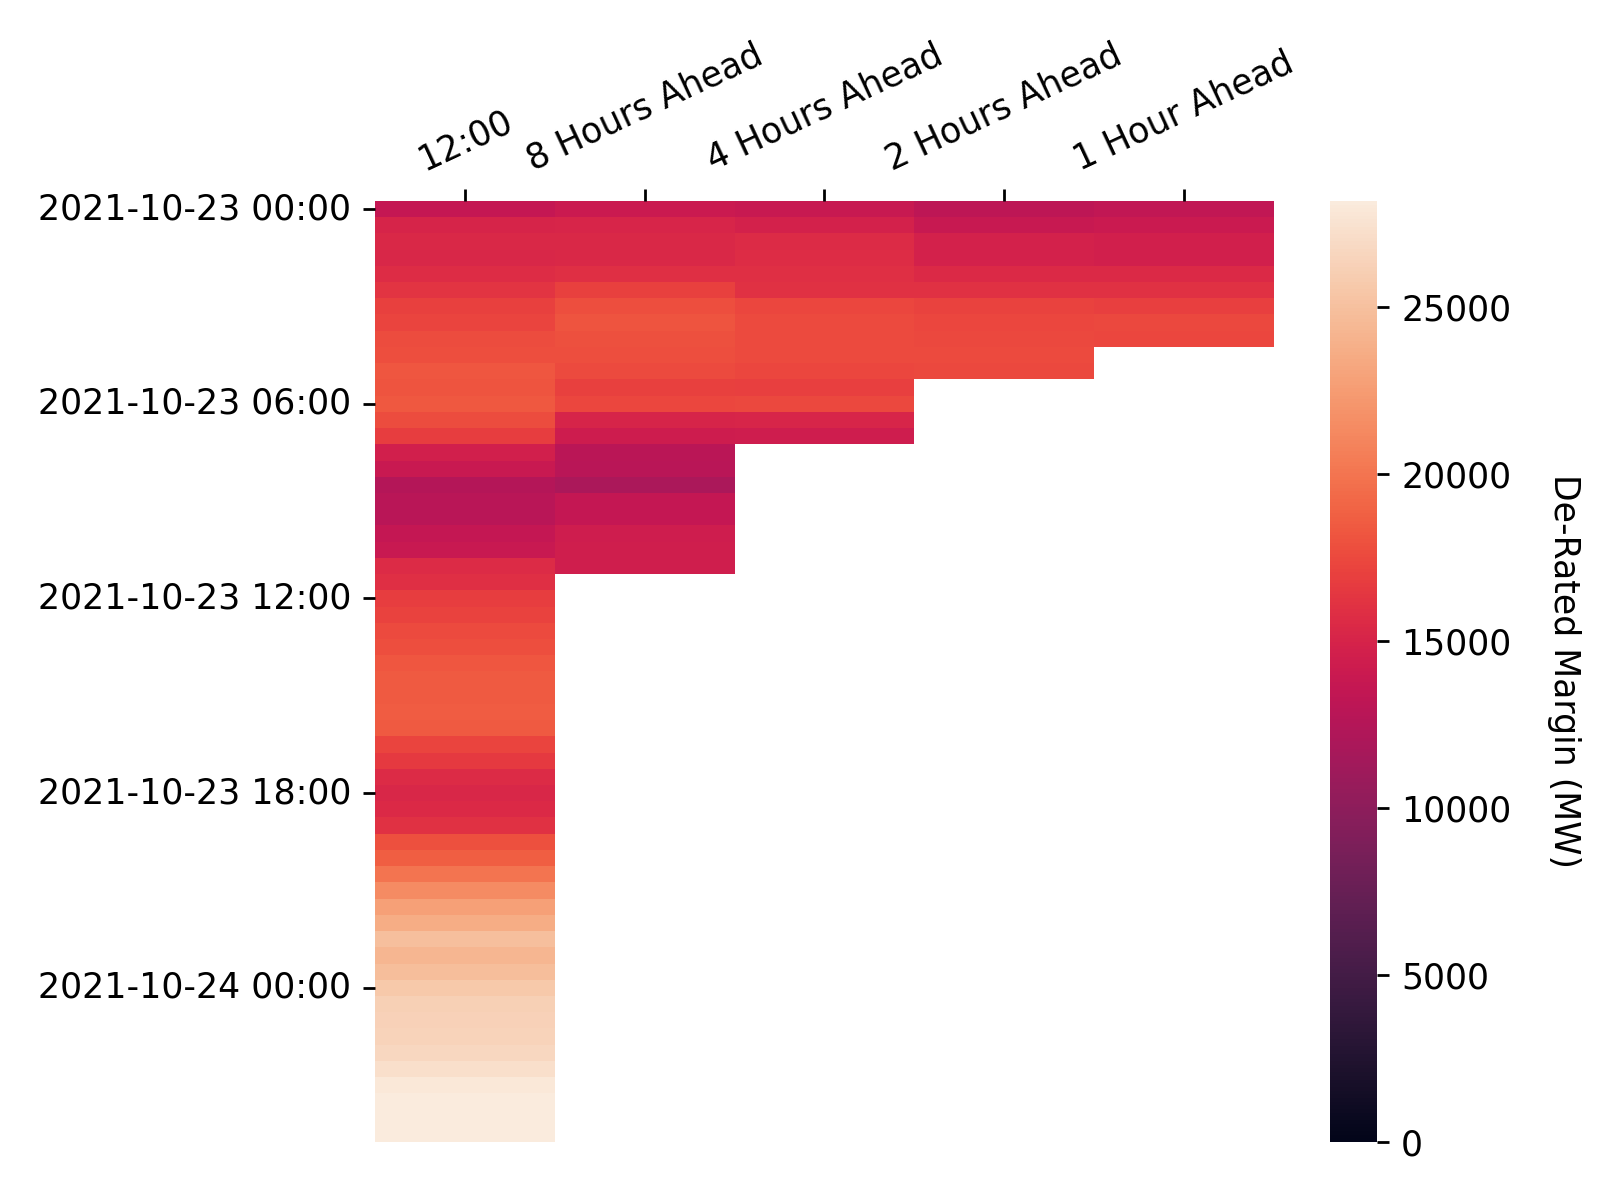 12:00
8 Hours Ahead
4 Hours Ahead
2 Hours Ahead
1 Hour Ahead
2021-10-23 00:00
2021-10-23 06:00
2021-10-23 12:00
2021-10-23 18:00
2021-10-24 00:00
25000
20000
15000
10000
5000
0
De-Rated Margin (MW)